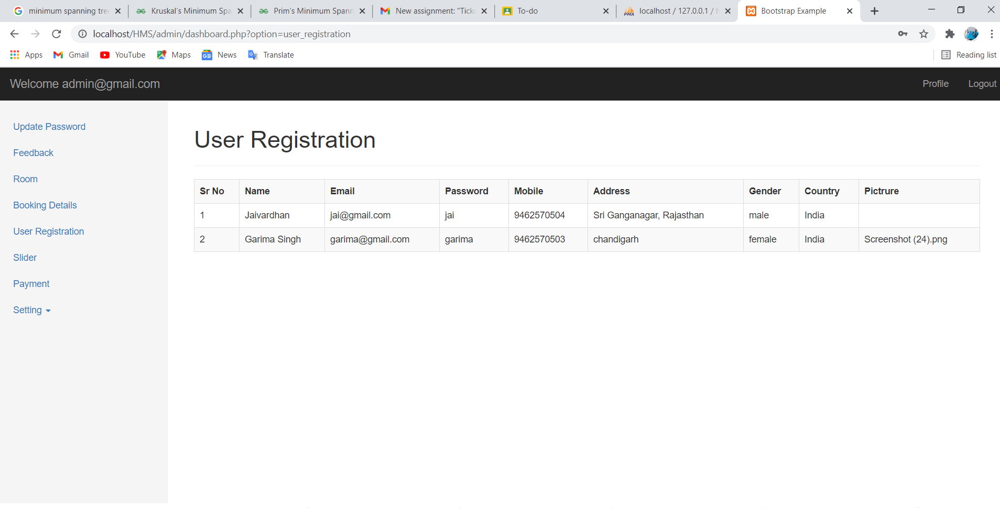 minimum spanning tre
Kruskal's Minimum Spa
Prim's Minimum Spann
New assignment: "Ticke
To-do
localhost / 127.0.0.1 / h
Bootstrap Example
localhost/HMS/admin/dashboard.php?option=user_registration
Apps Gmail YouTube Maps News Translate Reading list
Welcome admin@gmail.com Profile Logout
Update Password
Feedback
Room
Booking Details
User Registration
Slider
Payment
Setting
User Registration
Sr No Name Email Password Mobile Address Gender Country Pictrure
1 Jaivardhan jai@gmail.com jai 9462570504 Sri Ganganagar, Rajasthan male India
2 Garima Singh garima@gmail.com garima 9462570503 chandigarh female India Screenshot (24).png